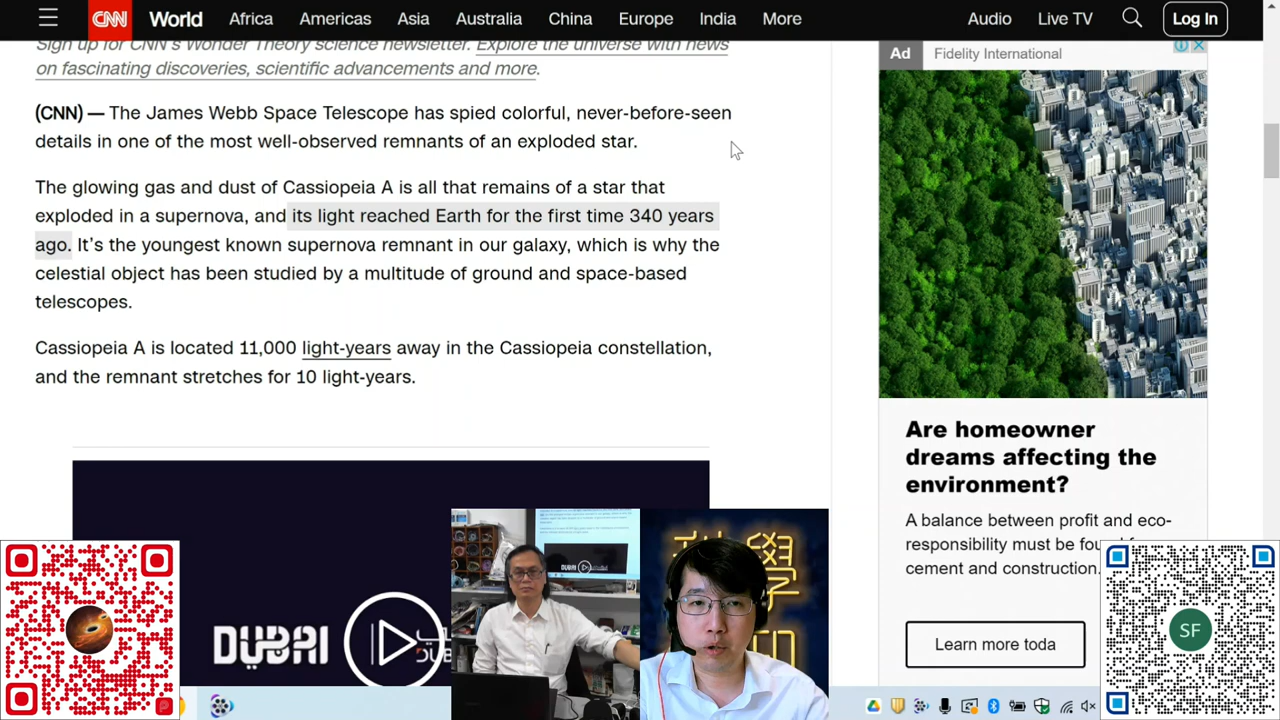 CNN World Africa Americas Asia Australia China Europe India More Audio Live TV Log In
Sign up for CNN's Wonder Theory science newsletter. Explore the universe with news
on fascinating discoveries, scientific advancements and more.
(CNN) — The James Webb Space Telescope has spied colorful, never-before-seen
details in one of the most well-observed remnants of an exploded star.
The glowing gas and dust of Cassiopeia A is all that remains of a star that
exploded in a supernova, and its light reached Earth for the first time 340 years
ago. It's the youngest known supernova remnant in our galaxy, which is why the
celestial object has been studied by a multitude of ground and space-based
telescopes.
Cassiopeia A is located 11,000 light-years away in the Cassiopeia constellation,
and the remnant stretches for 10 light-years.
Ad Fidelity International
Are homeowner
dreams affecting the
environment?
A balance between profit and eco-
responsibility must be
cement and construction.
Learn more toda
DUBAI
DUBAI
SF